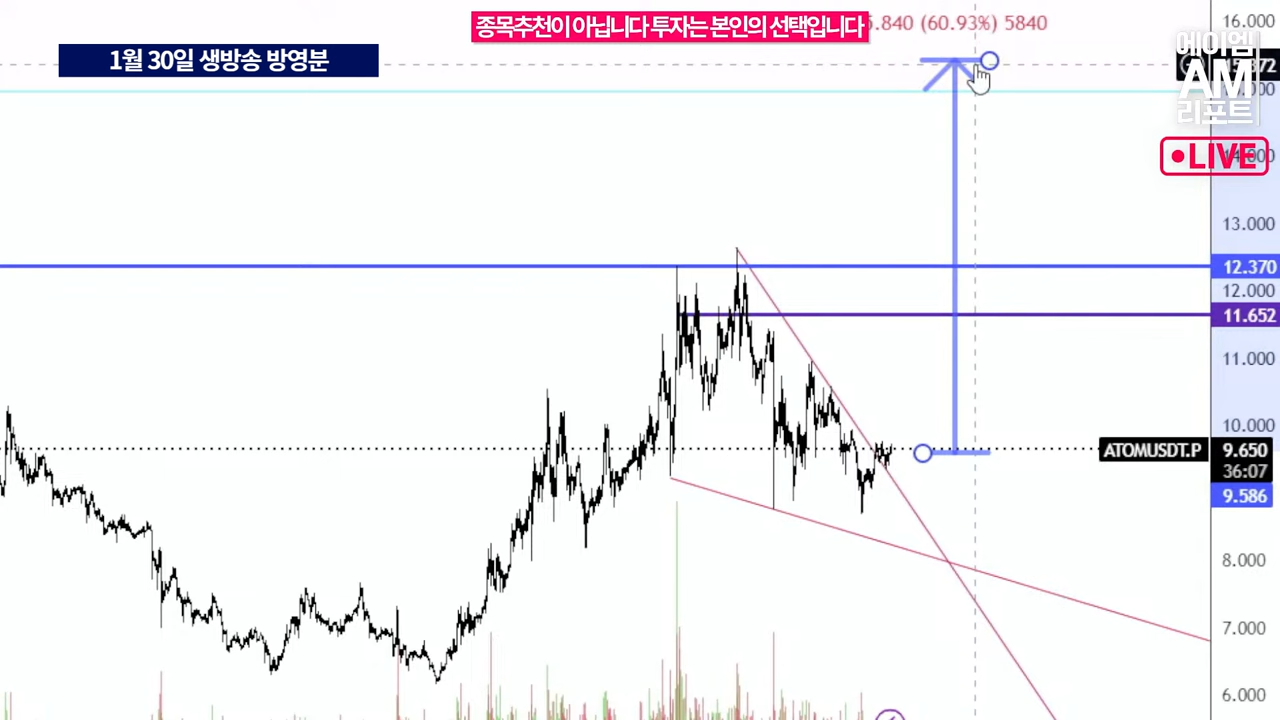 종목추천이 아닙니다 투자는 본인의 선택입니다
5.840 (60.93%) 5840
1월 30일 생방송 방영분
에이엠
AM
리포트
LIVE
16.000
14.000
13.000
12.370
12.000
11.652
11.000
10.000
ATOMUSDT.P
9.650
36:07
9.586
8.000
7.000
6.000